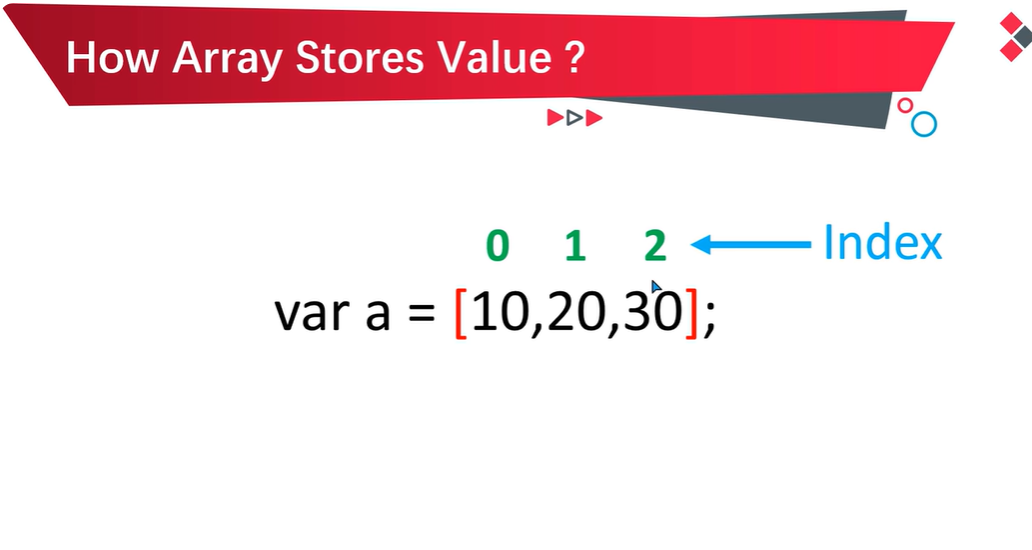 How Array Stores Value ?
0 1 2 Index
var a = [10,20,30];